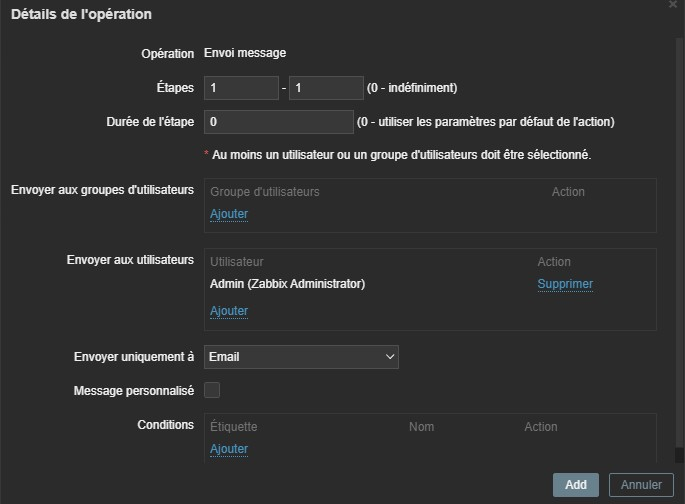 Détails de l'opération
Opération Envoi message
Étapes 1 - 1 (0 - indéfiniment)
Durée de l'étape 0 (0 - utiliser les paramètres par défaut de l'action)
* Au moins un utilisateur ou un groupe d'utilisateurs doit être sélectionné.
Envoyer aux groupes d'utilisateurs Groupe d'utilisateurs Action
Ajouter
Envoyer aux utilisateurs Utilisateur Action
Admin (Zabbix Administrator) Supprimer
Ajouter
Envoyer uniquement à Email
Message personnalisé
Conditions Étiquette Nom Action
Ajouter
Add Annuler